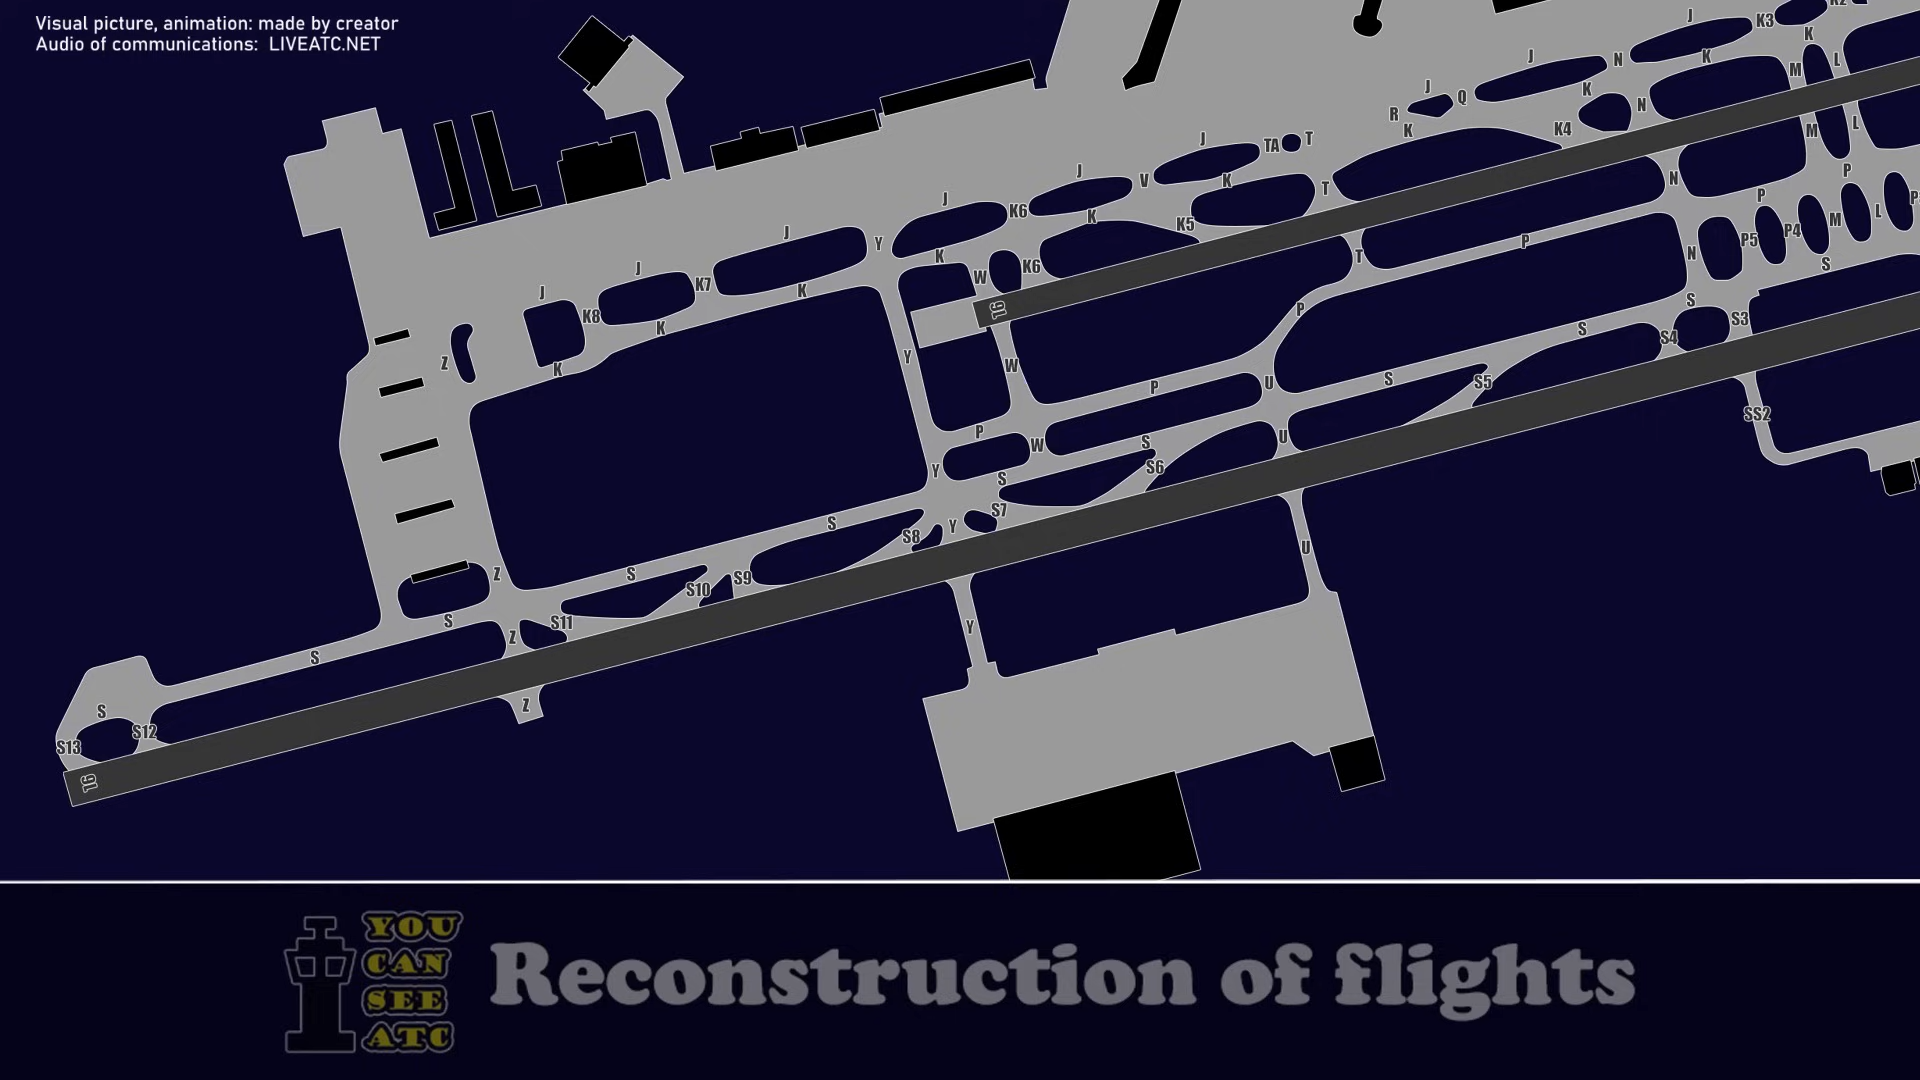 Visual picture, animation: made by creator
Audio of communications: LIVEATC.NET
J
K3
K
J
N
K
M
L
J
Q
K
N
R
K
K4
M
L
J
TA
T
J
V
K
T
N
P
P
J
K6
K
K5
P5
P4
M
L
J
Y
K
W
K6
T
P
N
S
J
K7
K
16
P
S
S3
J
K8
K
Y
W
S
S4
Z
K
P
U
S
S5
SS2
P
W
S
U
Y
S
S6
S
S7
S8
Y
U
S
S9
Z
S10
S
S11
Z
Y
S
Z
S
S12
S13
16
YOU
CAN
SEE
ATC
Reconstruction of flights